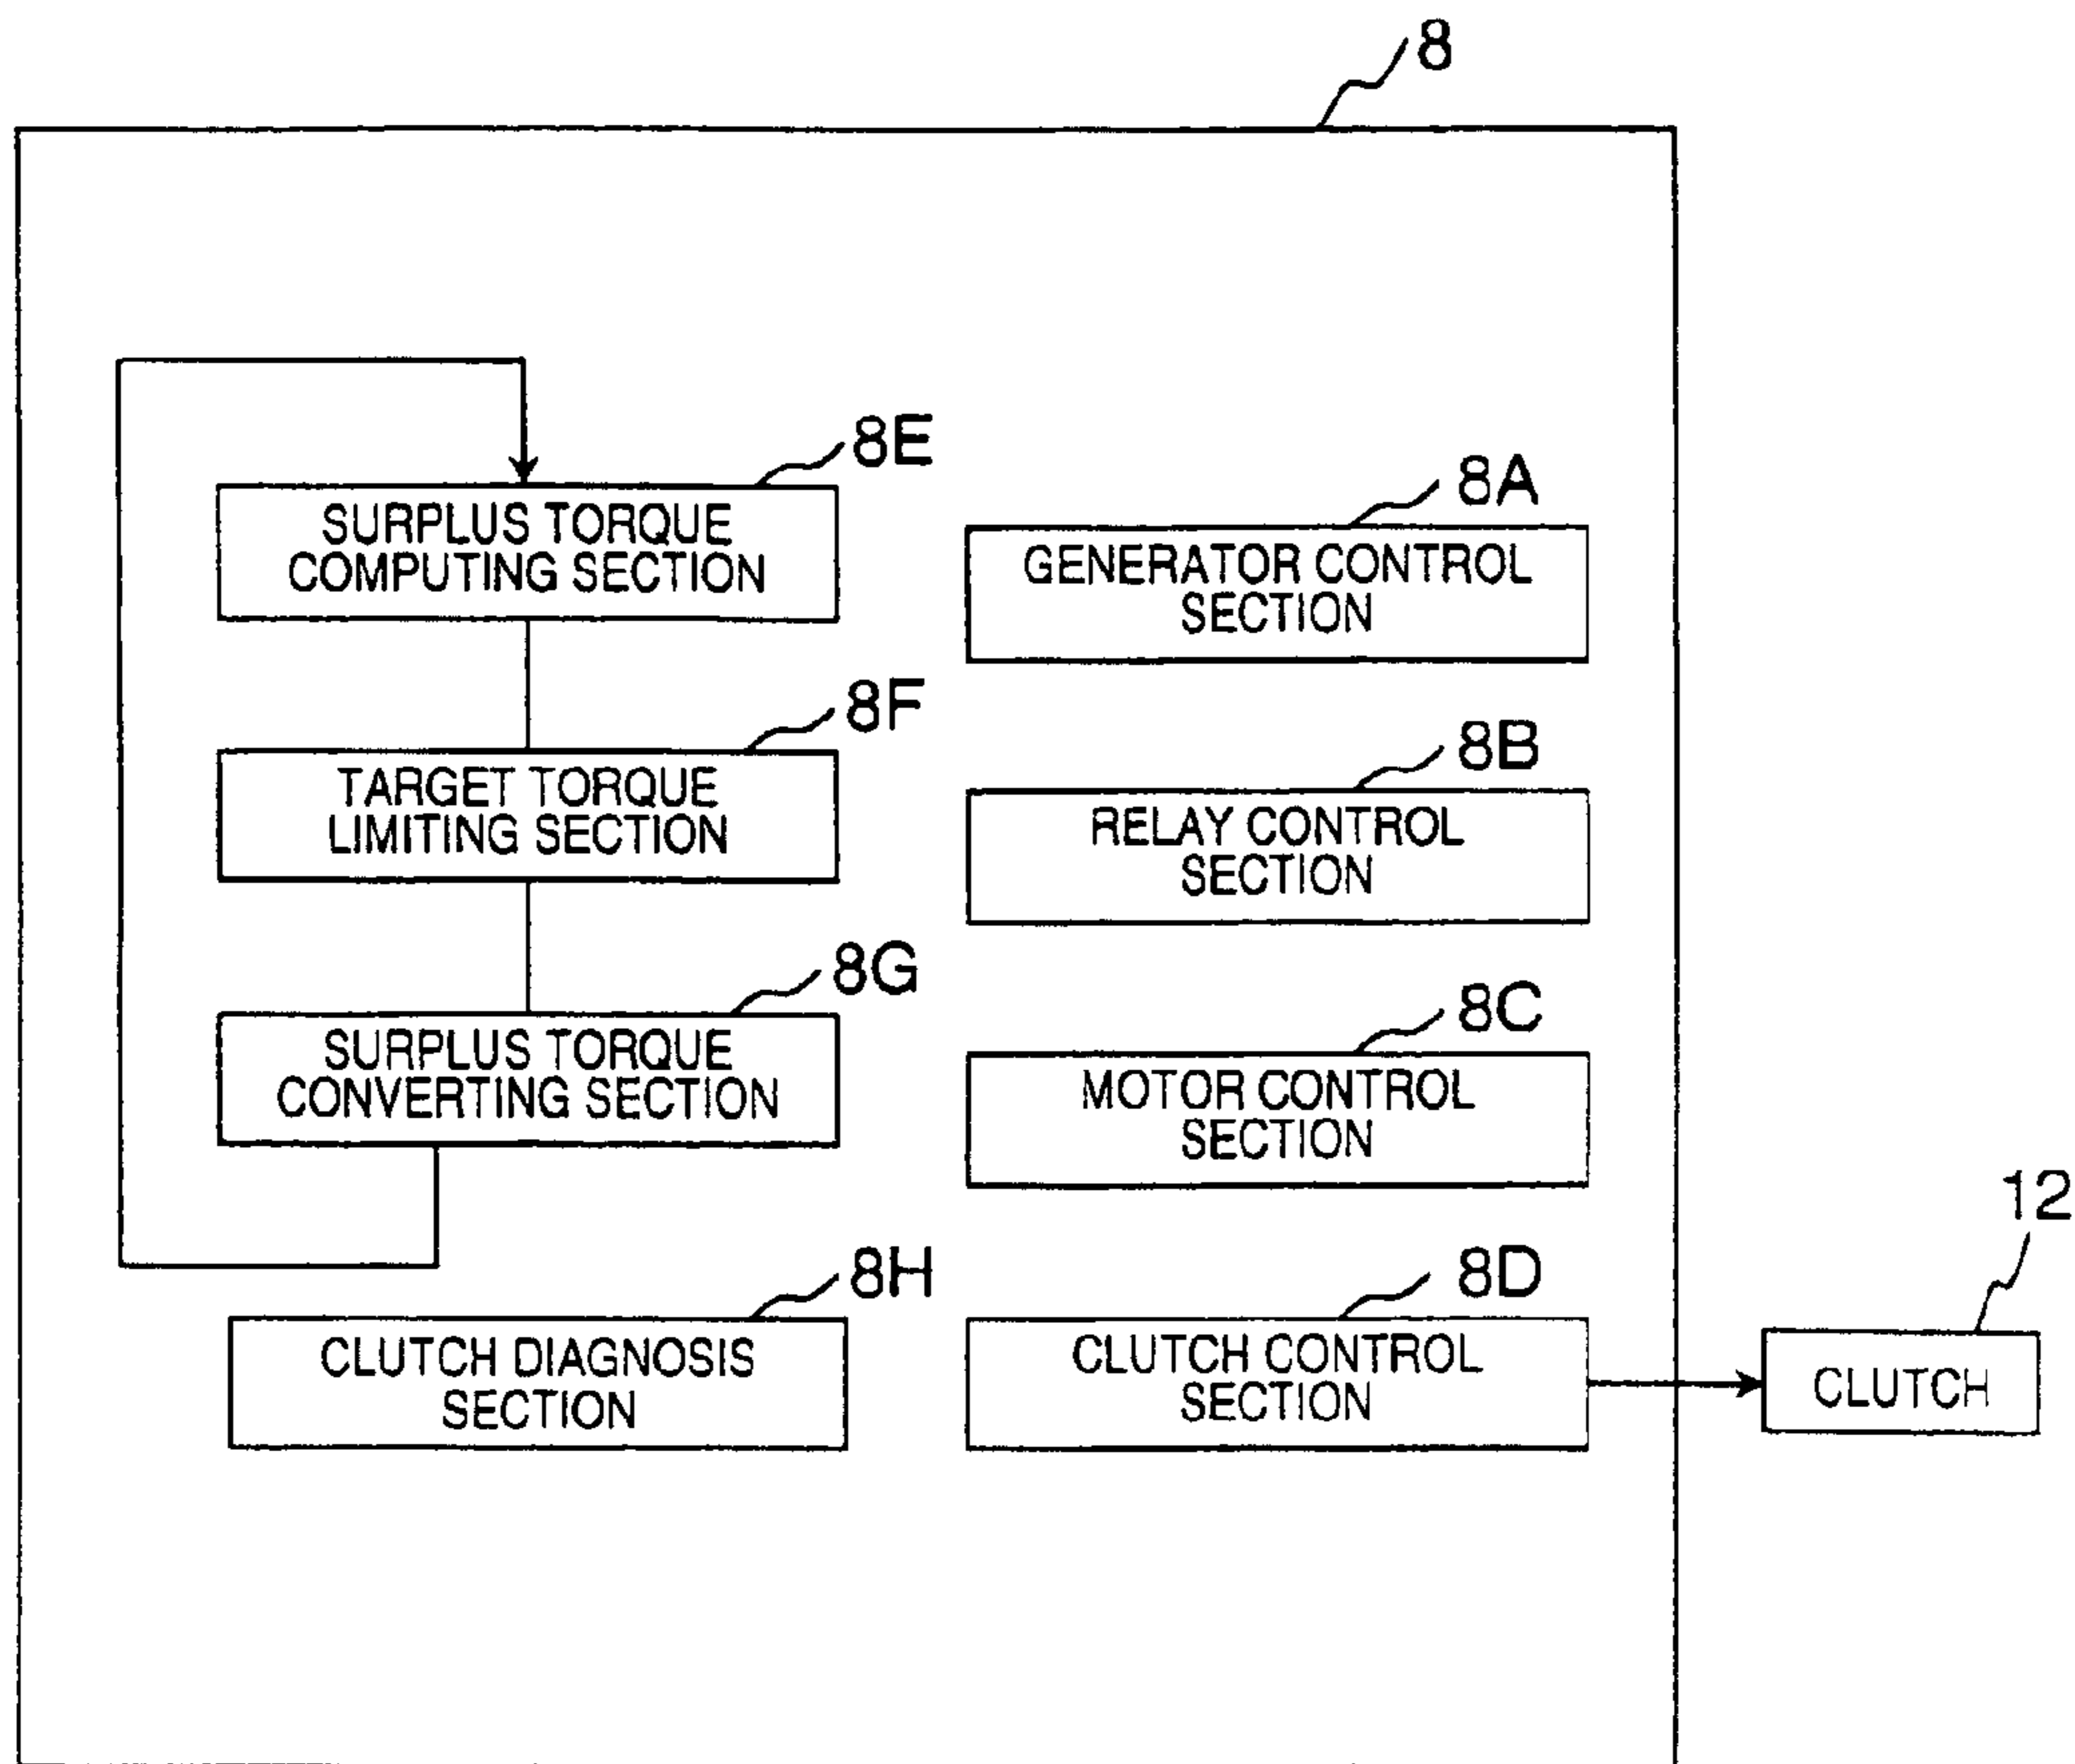 8
8E
SURPLUS TORQUE
COMPUTING SECTION
8A
GENERATOR CONTROL
SECTION
8F
TARGET TORQUE
LIMITING SECTION
8B
RELAY CONTROL
SECTION
8G
SURPLUS TORQUE
CONVERTING SECTION
8C
MOTOR CONTROL
SECTION
8H
CLUTCH DIAGNOSIS
SECTION
8D
CLUTCH CONTROL
SECTION
12
CLUTCH